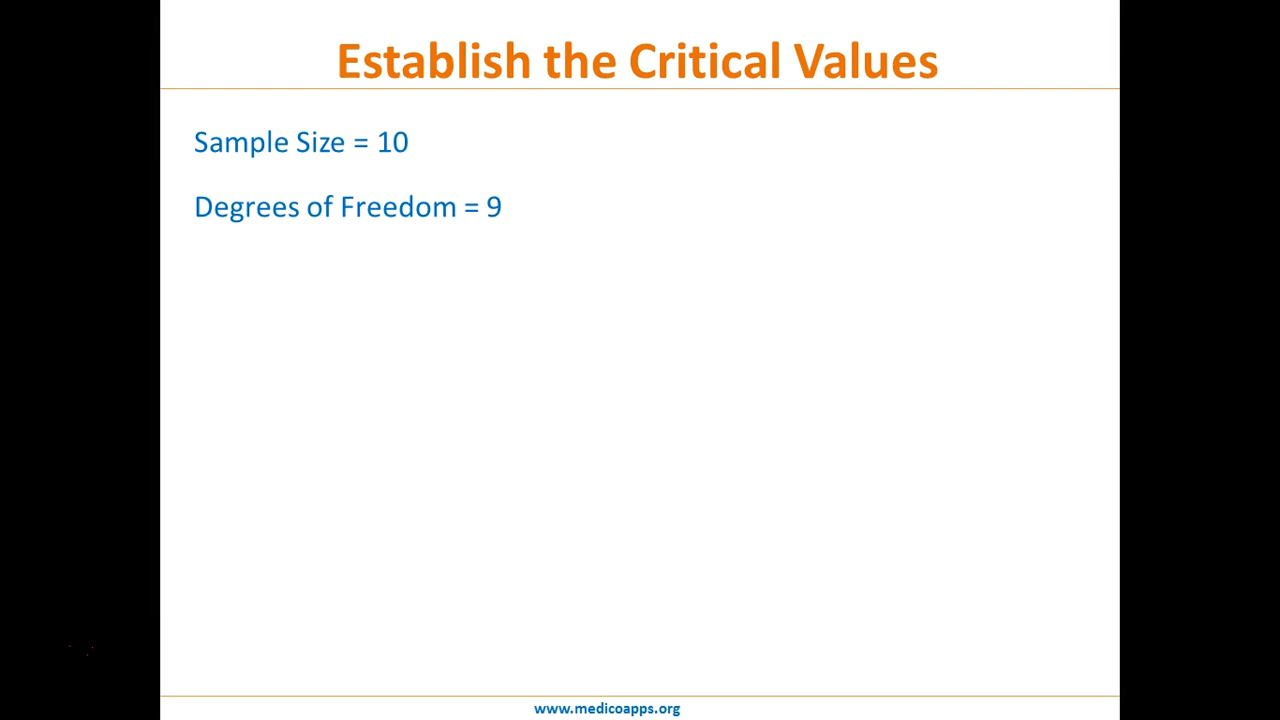 Establish the Critical Values
Sample Size = 10
Degrees of Freedom = 9
www.medicoapps.org